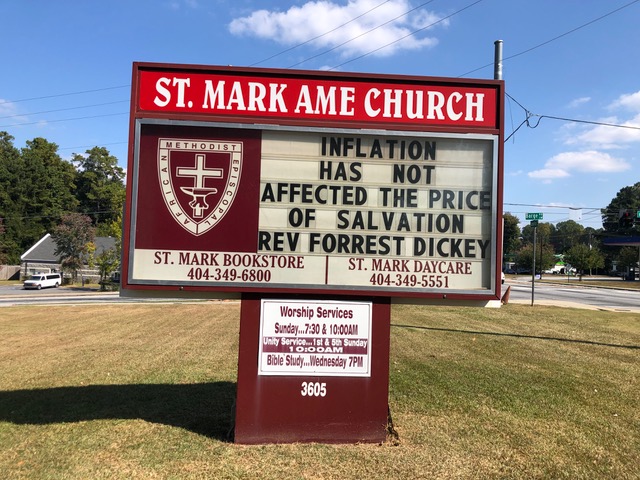 ST. MARK AME CHURCH
AFRICAN METHODIST EPISCOPAL
INFLATION
HAS NOT
AFFECTED THE PRICE
OF SALVATION
REV FORREST DICKEY
ST. MARK BOOKSTORE
404-349-6800
ST. MARK DAYCARE
404-349-5551
Worship Services
Sunday...7:30 & 10:00AM
Unity Service...1st & 5th Sunday
10:00AM
Bible Study...Wednesday 7PM
3605